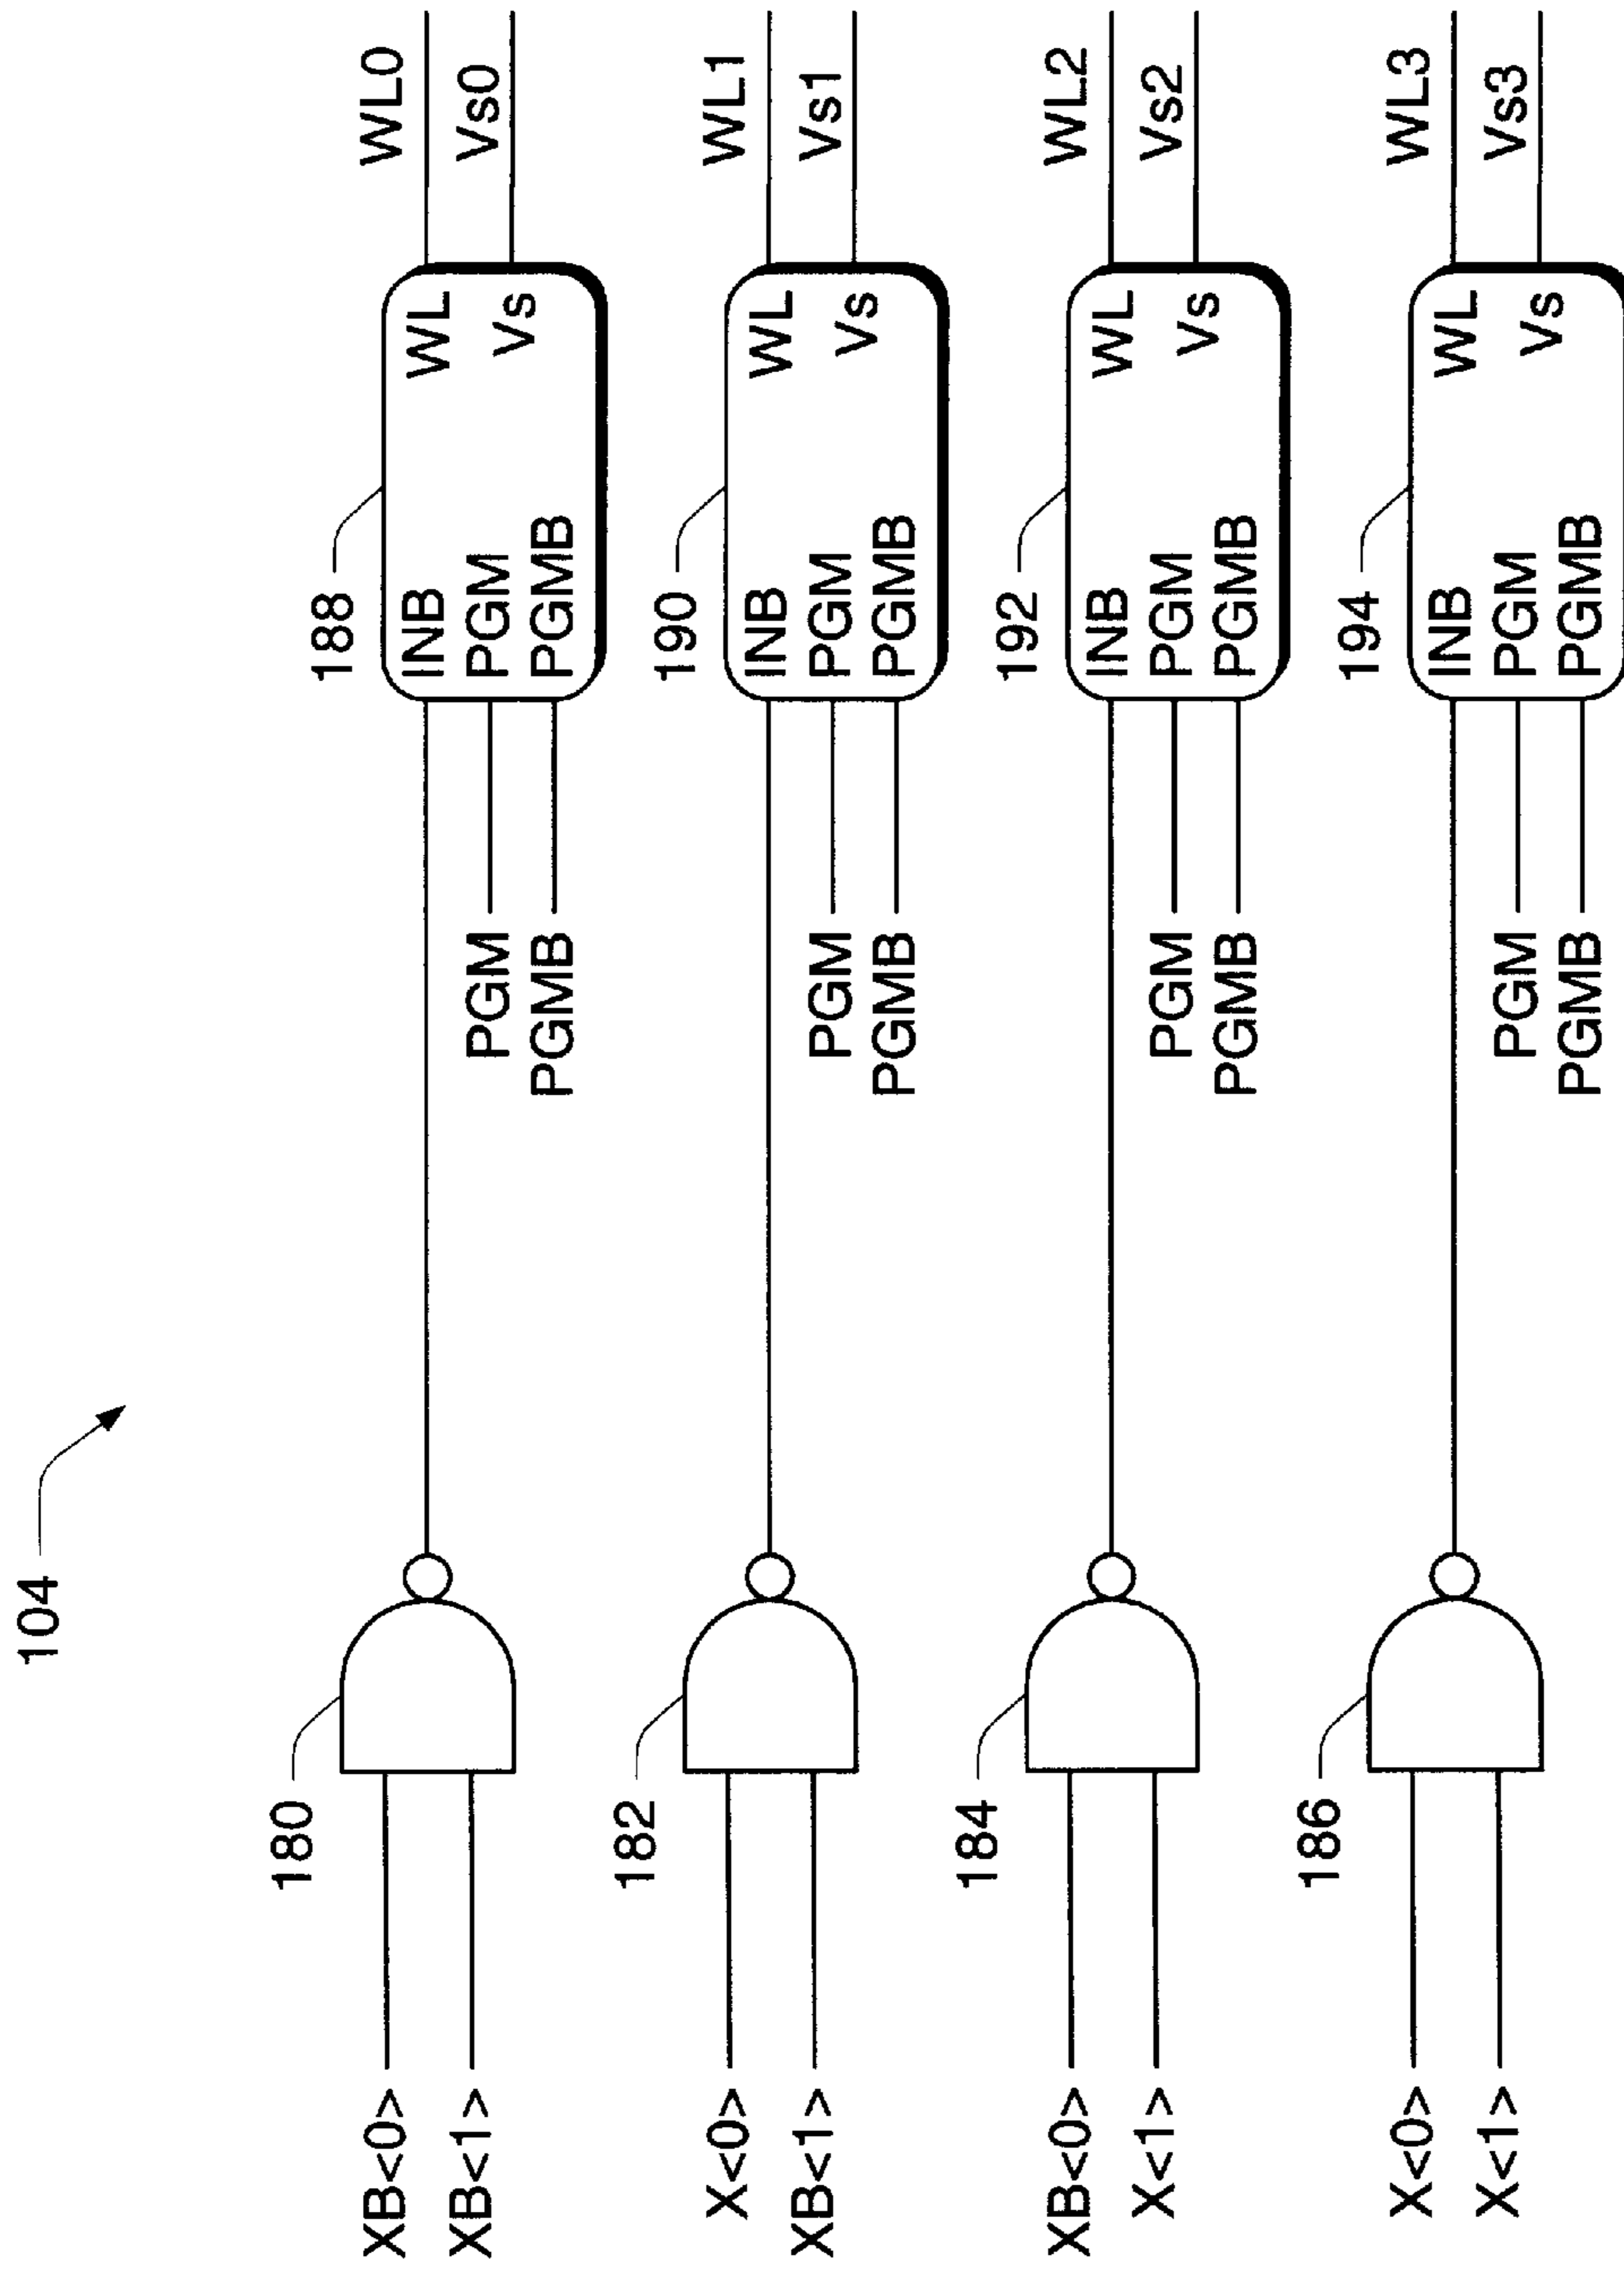 104
180
XB<0>
XB<1>
188
INB
PGM
PGMB
WL
Vs
PGM
PGMB
WL0
Vs0
182
X<0>
XB<1>
190
INB
PGM
PGMB
WL
Vs
PGM
PGMB
WL1
Vs1
184
XB<0>
X<1>
192
INB
PGM
PGMB
WL
Vs
PGM
PGMB
WL2
Vs2
186
X<0>
X<1>
194
INB
PGM
PGMB
WL
Vs
PGM
PGMB
WL3
Vs3